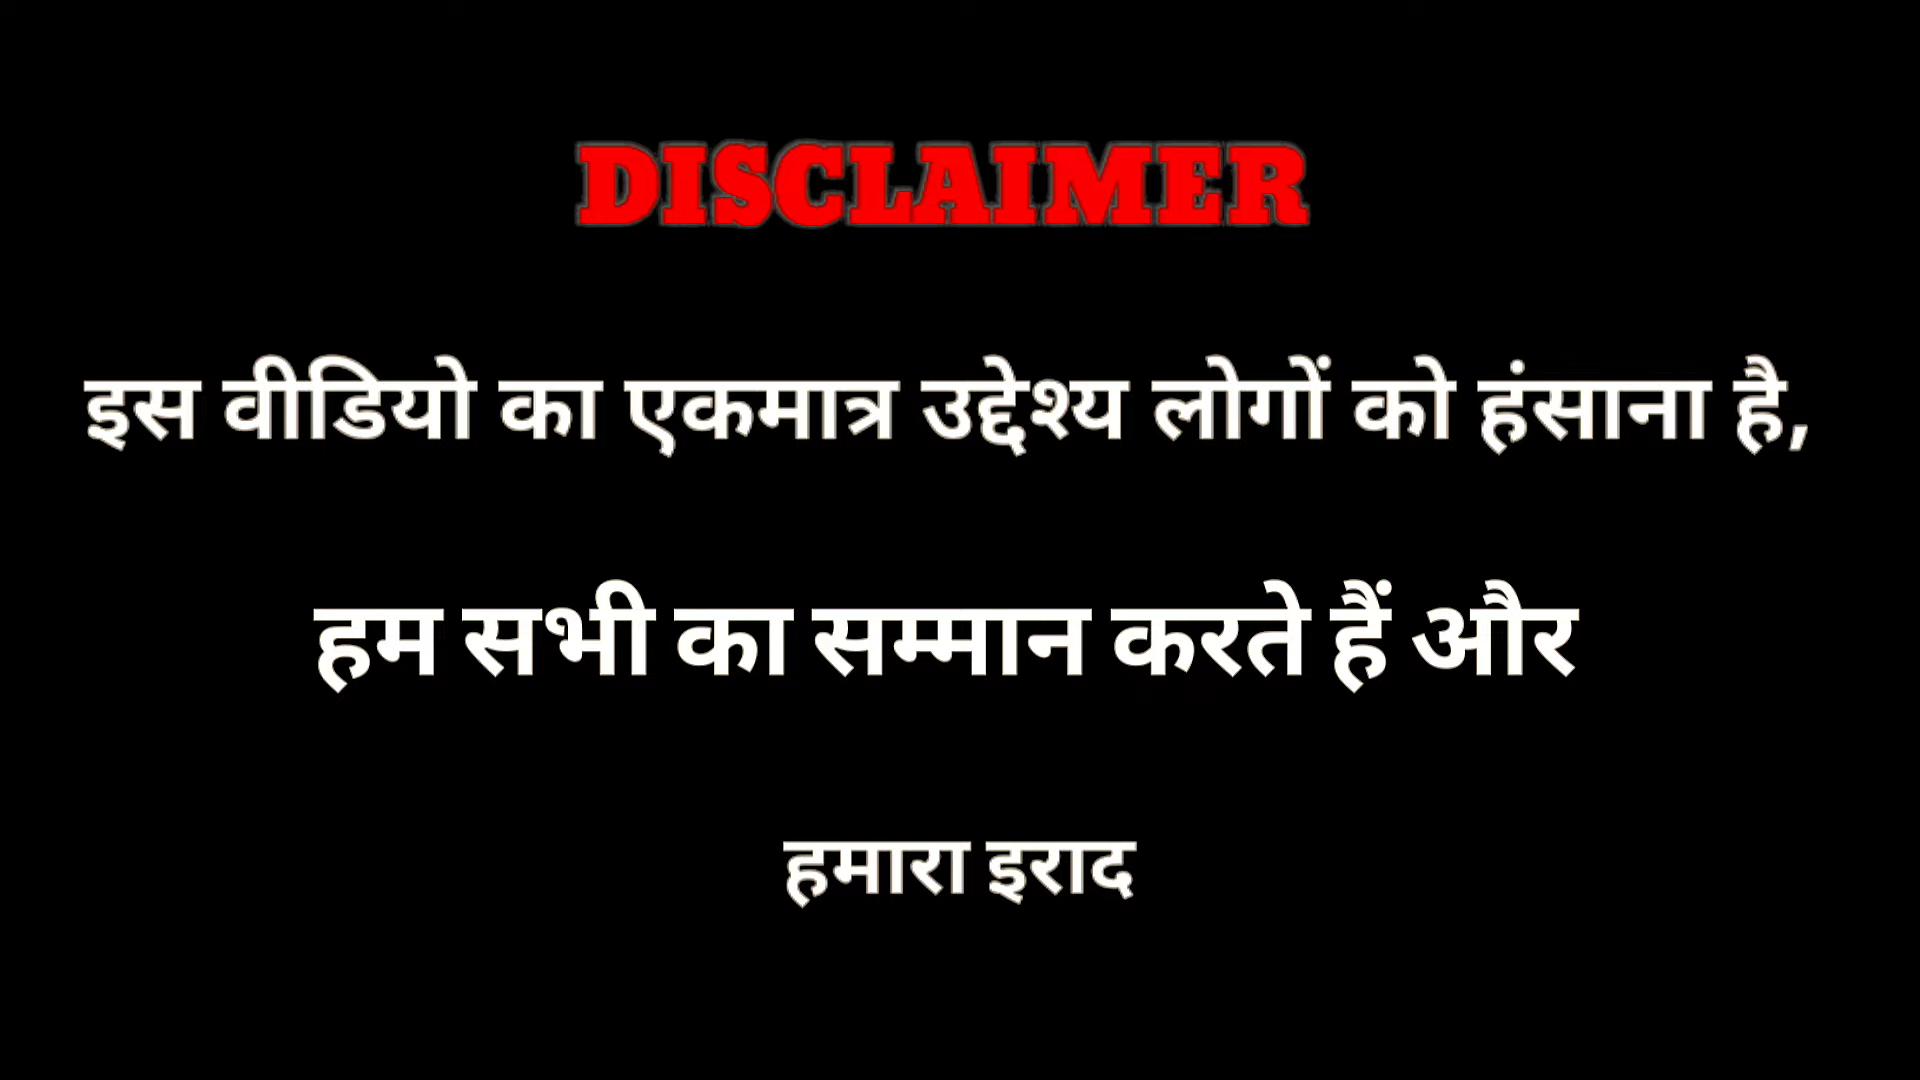 DISCLAIMER
इस वीडियो का एकमात्र उद्देश्य लोगों को हंसाना है,
हम सभी का सम्मान करते हैं और
हमारा इराद